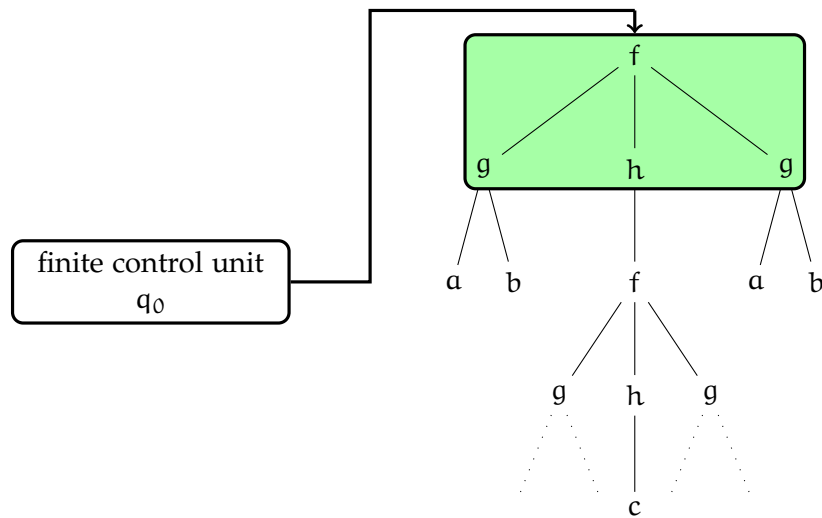 f
g h g
finite control unit
q₀
a b f a b
g h g
c